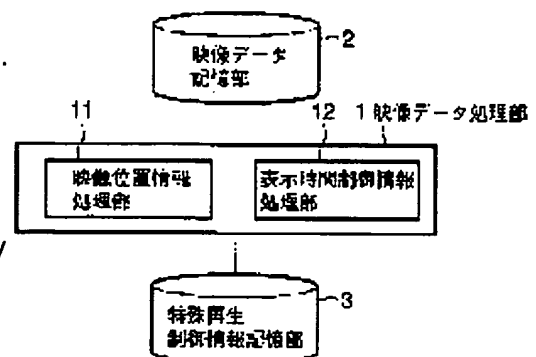 映像データ
記憶部
2
11
12
1 映像データ処理部
映像位置情報
処理部
表示時間制御情報
処理部
3
特殊再生
制御情報記憶部